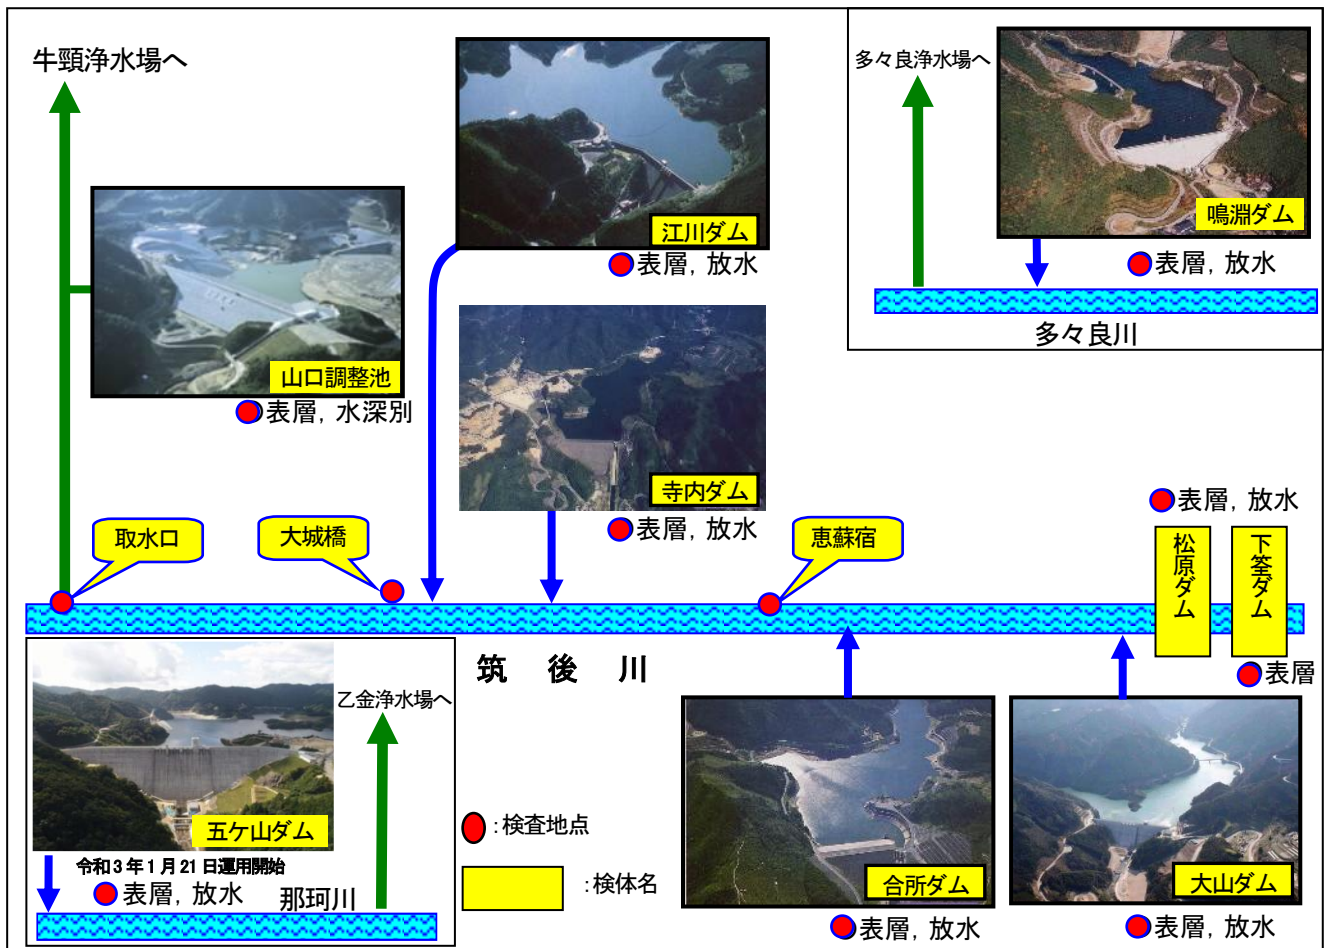 牛頸浄水場へ
江川ダム
表層，放水
多々良浄水場へ
鳴淵ダム
表層，放水
多々良川
山口調整池
表層，水深別
寺内ダム
表層，放水
取水口
大城橋
恵蘇宿
表層，放水
松原ダム
下筌ダム
表層
筑後川
五ケ山ダム
令和３年１月21日運用開始
表層，放水
那珂川
乙金浄水場へ
：検査地点
：検体名
合所ダム
表層，放水
大山ダム
表層，放水